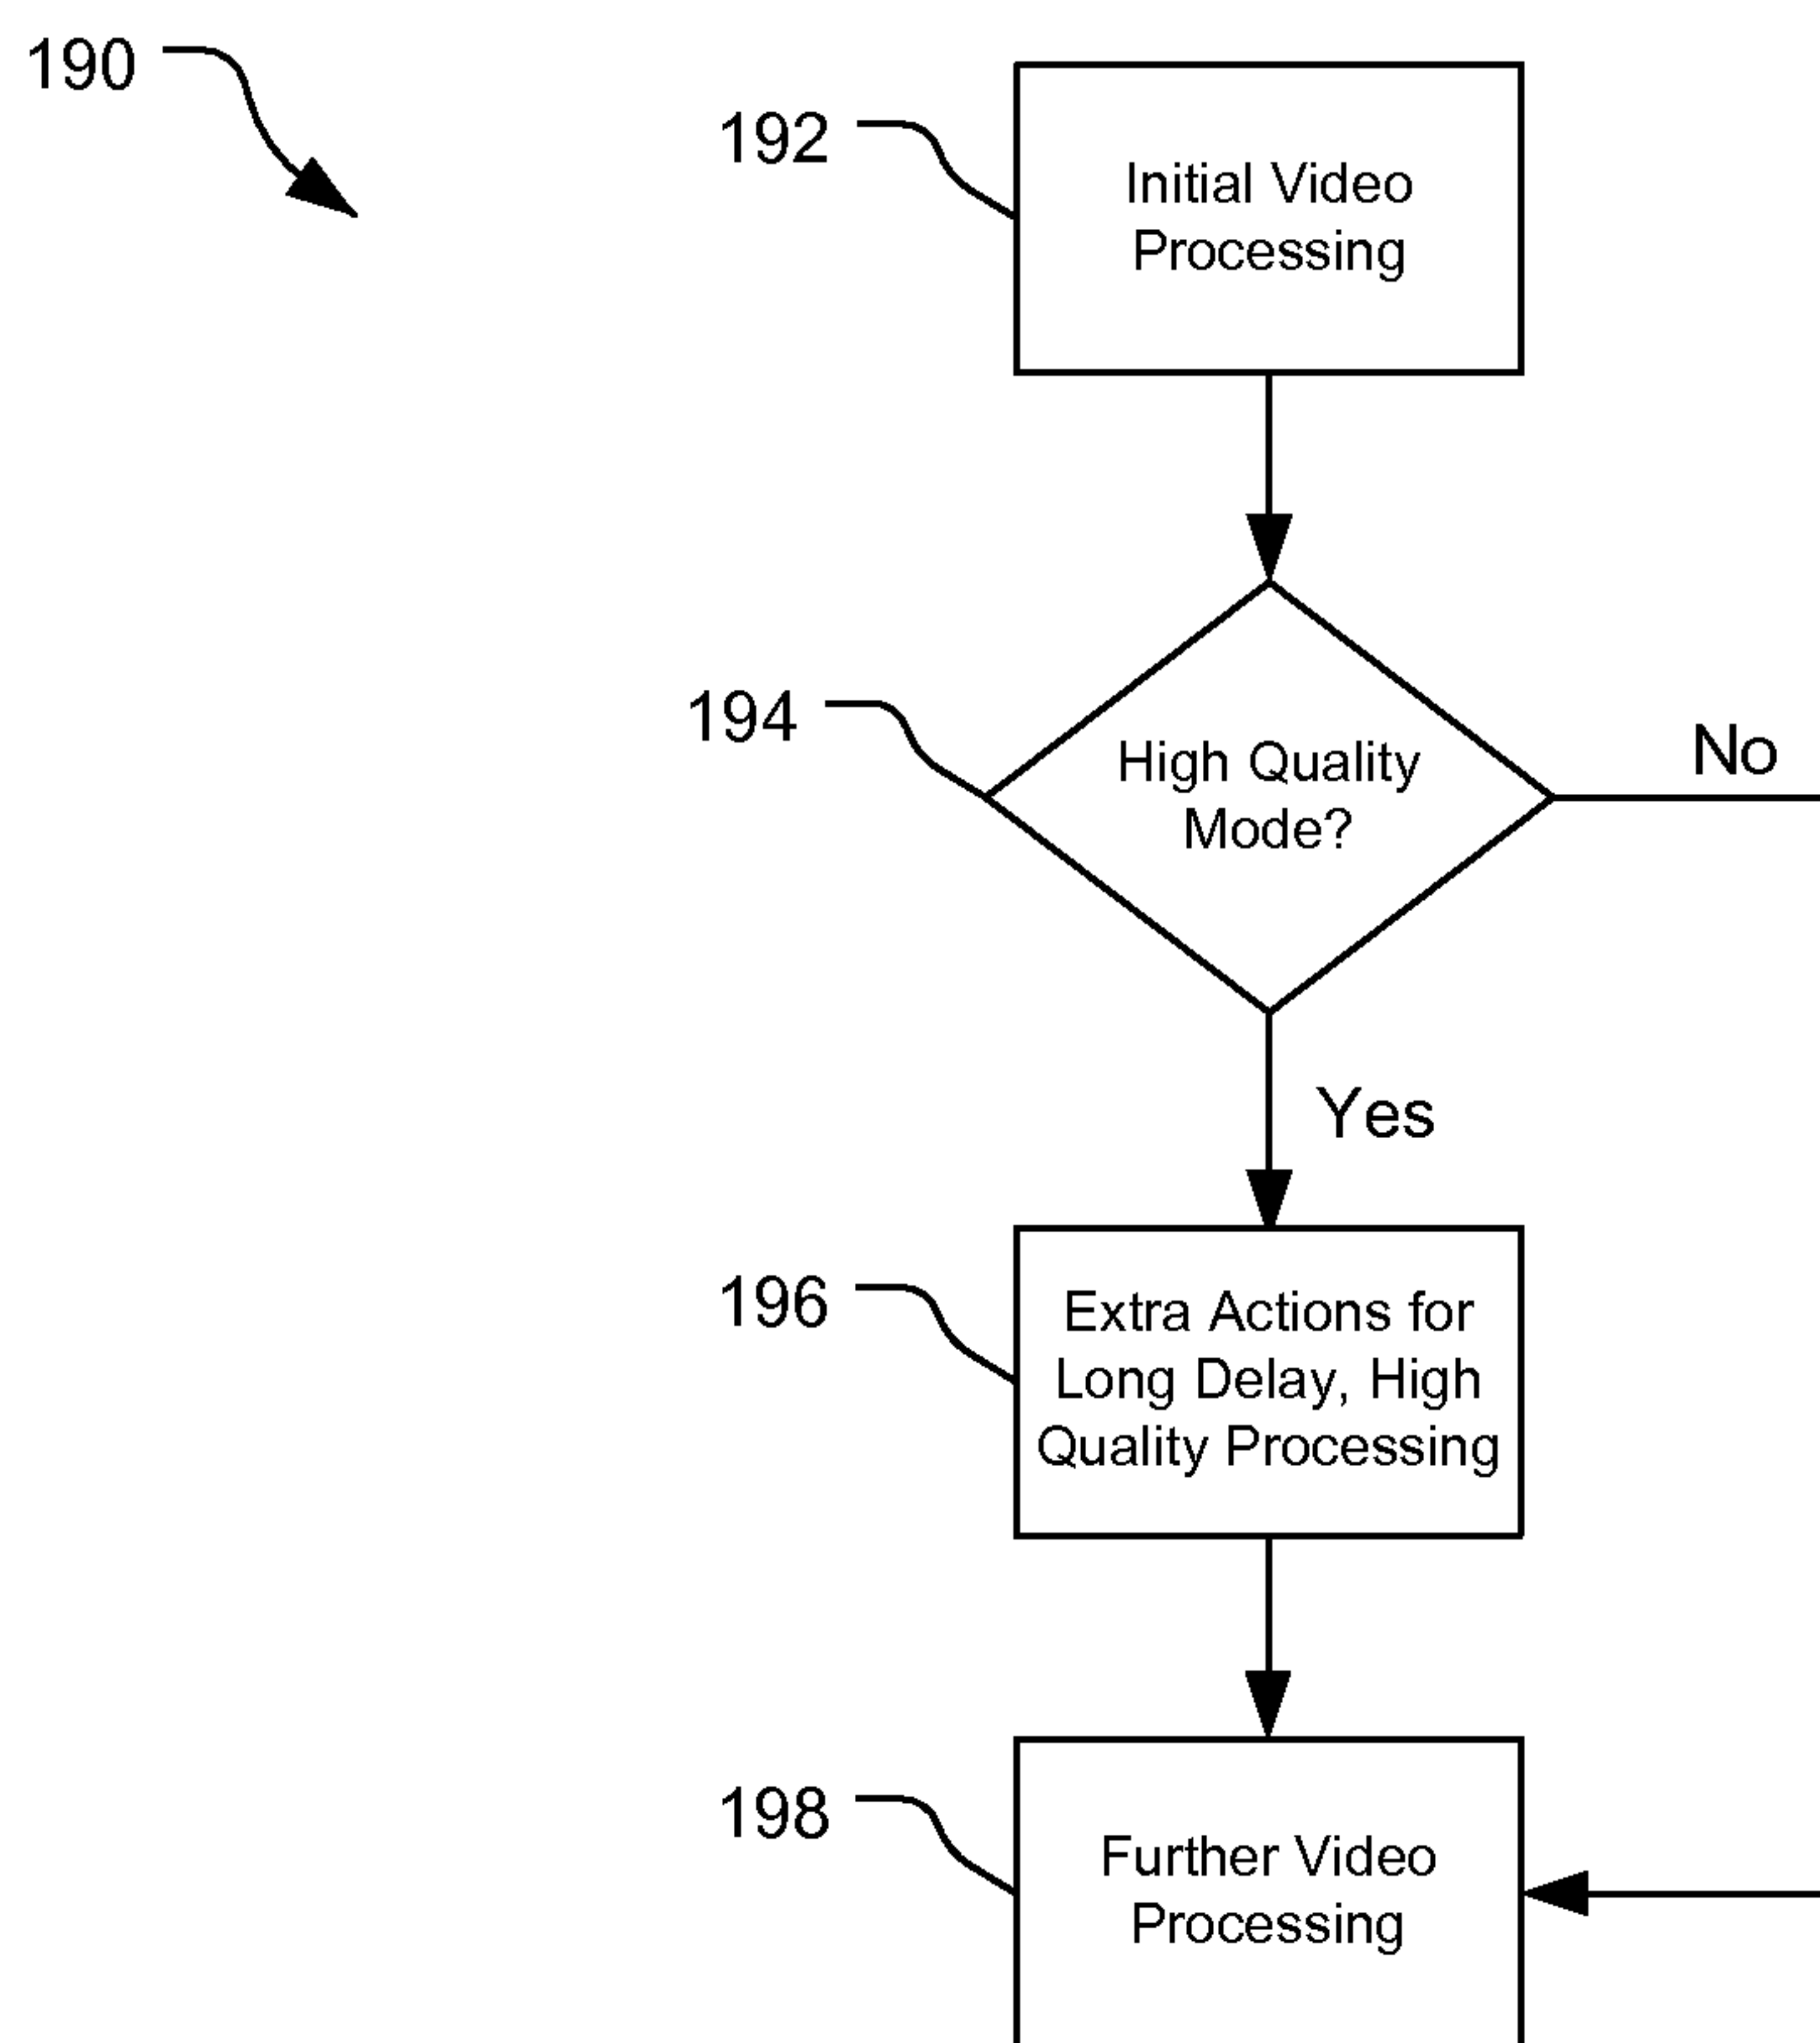 190
192
Initial Video
Processing
194
High Quality
Mode?
No
Yes
196
Extra Actions for
Long Delay, High
Quality Processing
198
Further Video
Processing